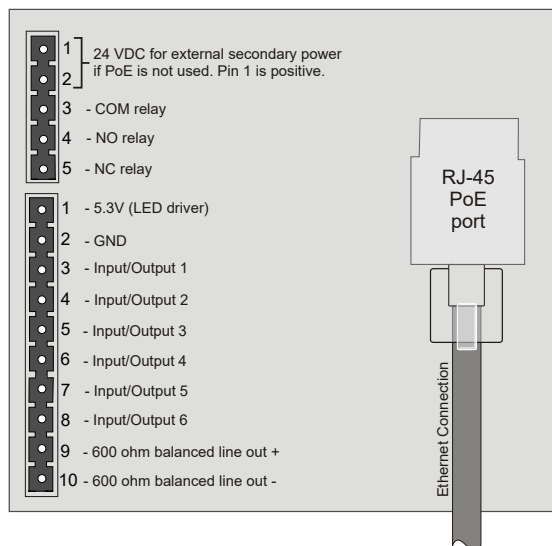 1
2
24 VDC for external secondary power
if PoE is not used. Pin 1 is positive.
3 - COM relay
4 - NO relay
5 - NC relay
1 - 5.3V (LED driver)
2 - GND
3 - Input/Output 1
4 - Input/Output 2
5 - Input/Output 3
6 - Input/Output 4
7 - Input/Output 5
8 - Input/Output 6
9 - 600 ohm balanced line out +
10 - 600 ohm balanced line out -
RJ-45
PoE
port
Ethernet Connection